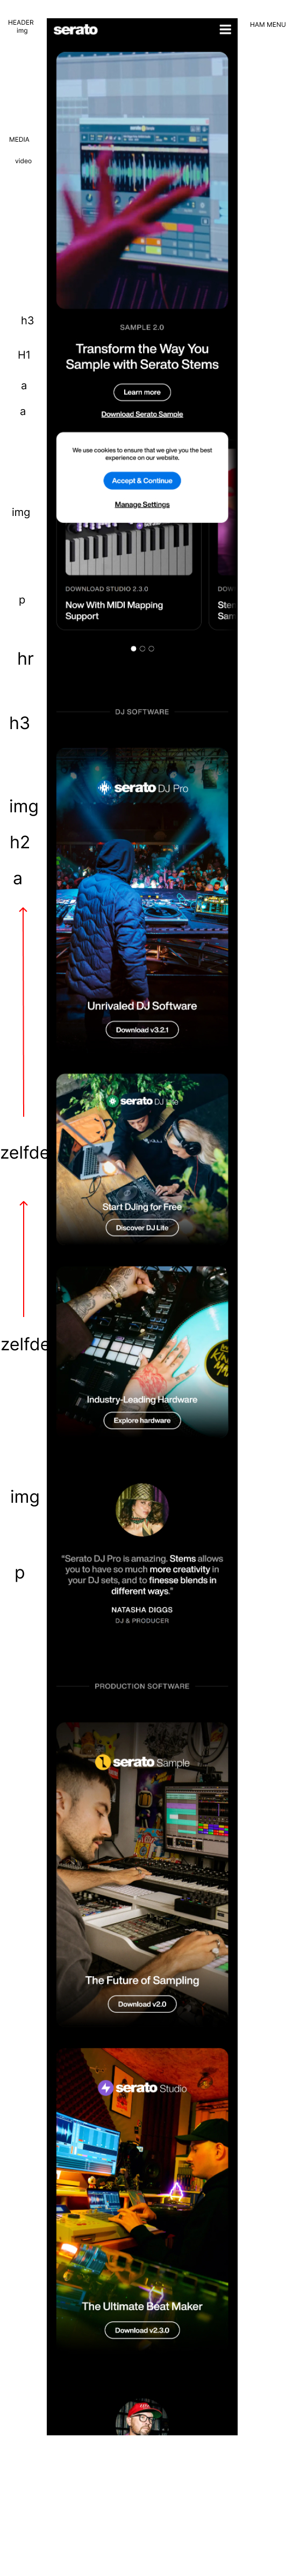 HEADER
img
serato
HAM MENU
MEDIA
video
h3
SAMPLE 2.0
H1
Transform the Way You
Sample with Serato Stems
a
Learn more
a
Download Serato Sample
We use cookies to ensure that we give you the best
experience on our website.
Accept & Continue
Manage Settings
img
p
DOWNLOAD STUDIO 2.3.0
DOW
Now With MIDI Mapping
Support
Ster
Sam
hr
h3
DJ SOFTWARE
img
serato DJ Pro
h2
a
Unrivaled DJ Software
Download v3.2.1
serato DJ Lite
zelfde
Start DJing for Free
Discover DJ Lite
zelfde
Industry-Leading Hardware
Explore hardware
img
p
"Serato DJ Pro is amazing. Stems allows
you to have so much more creativity in
your DJ sets, and to finesse blends in
different ways."
NATASHA DIGGS
DJ & PRODUCER
PRODUCTION SOFTWARE
serato Sample
The Future of Sampling
Download v2.0
serato Studio
The Ultimate Beat Maker
Download v2.3.0